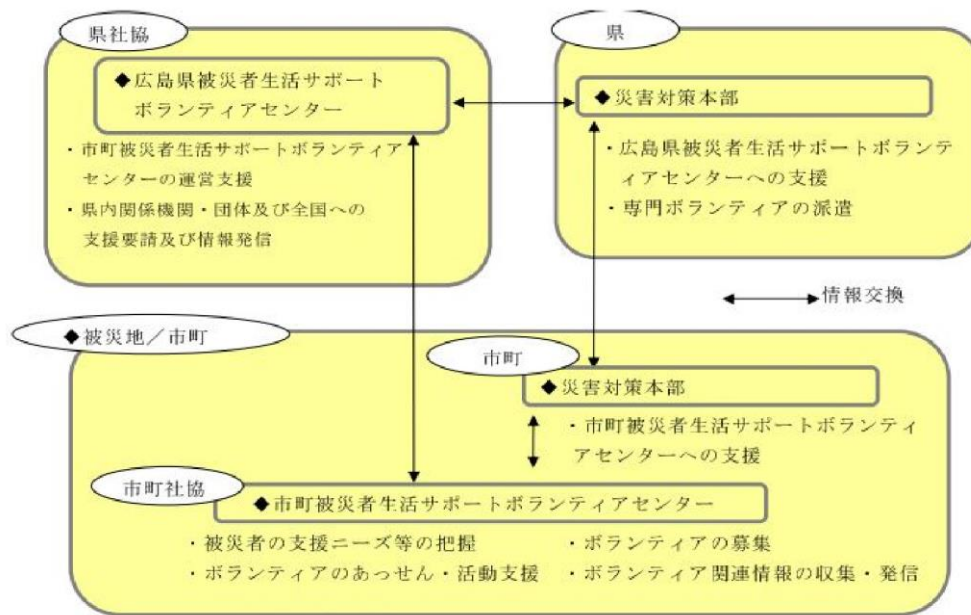 県社協
◆広島県被災者生活サポート
ボランティアセンター
・市町被災者生活サポートボランティア
センターの運営支援
・県内関係機関・団体及び全国への
支援要請及び情報発信
県
◆災害対策本部
・広島県被災者生活サポートボランテ
ィアセンターへの支援
・専門ボランティアの派遣
情報交換
◆被災地／市町
市町
◆災害対策本部
・市町被災者生活サポートボランティ
アセンターへの支援
市町社協
◆市町被災者生活サポートボランティアセンター
・被災者の支援ニーズ等の把握
・ボランティアのあっせん・活動支援
・ボランティアの募集
・ボランティア関連情報の収集・発信